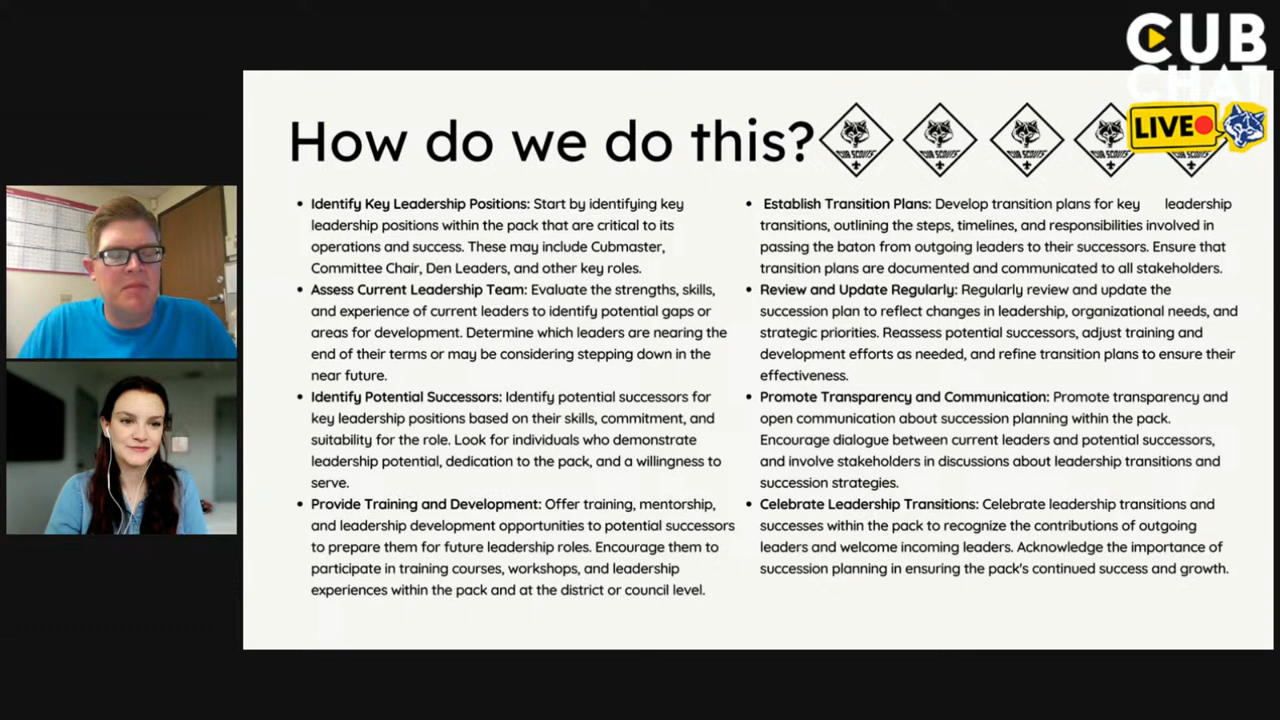 CUB
CHAT
LIVE
How do we do this?
CUB SCOUTS
CUB SCOUTS
CUB SCOUTS
CUB SCOUTS
CUB SCOUTS
• Identify Key Leadership Positions: Start by identifying key
leadership positions within the pack that are critical to its
operations and success. These may include Cubmaster,
Committee Chair, Den Leaders, and other key roles.
• Assess Current Leadership Team: Evaluate the strengths, skills,
and experience of current leaders to identify potential gaps or
areas for development. Determine which leaders are nearing the
end of their terms or may be considering stepping down in the
near future.
• Identify Potential Successors: Identify potential successors for
key leadership positions based on their skills, commitment, and
suitability for the role. Look for individuals who demonstrate
leadership potential, dedication to the pack, and a willingness to
serve.
• Provide Training and Development: Offer training, mentorship,
and leadership development opportunities to potential successors
to prepare them for future leadership roles. Encourage them to
participate in training courses, workshops, and leadership
experiences within the pack and at the district or council level.
• Establish Transition Plans: Develop transition plans for key leadership
transitions, outlining the steps, timelines, and responsibilities involved in
passing the baton from outgoing leaders to their successors. Ensure that
transition plans are documented and communicated to all stakeholders.
• Review and Update Regularly: Regularly review and update the
succession plan to reflect changes in leadership, organizational needs, and
strategic priorities. Reassess potential successors, adjust training and
development efforts as needed, and refine transition plans to ensure their
effectiveness.
• Promote Transparency and Communication: Promote transparency and
open communication about succession planning within the pack.
Encourage dialogue between current leaders and potential successors,
and involve stakeholders in discussions about leadership transitions and
succession strategies.
• Celebrate Leadership Transitions: Celebrate leadership transitions and
successes within the pack to recognize the contributions of outgoing
leaders and welcome incoming leaders. Acknowledge the importance of
succession planning in ensuring the pack's continued success and growth.